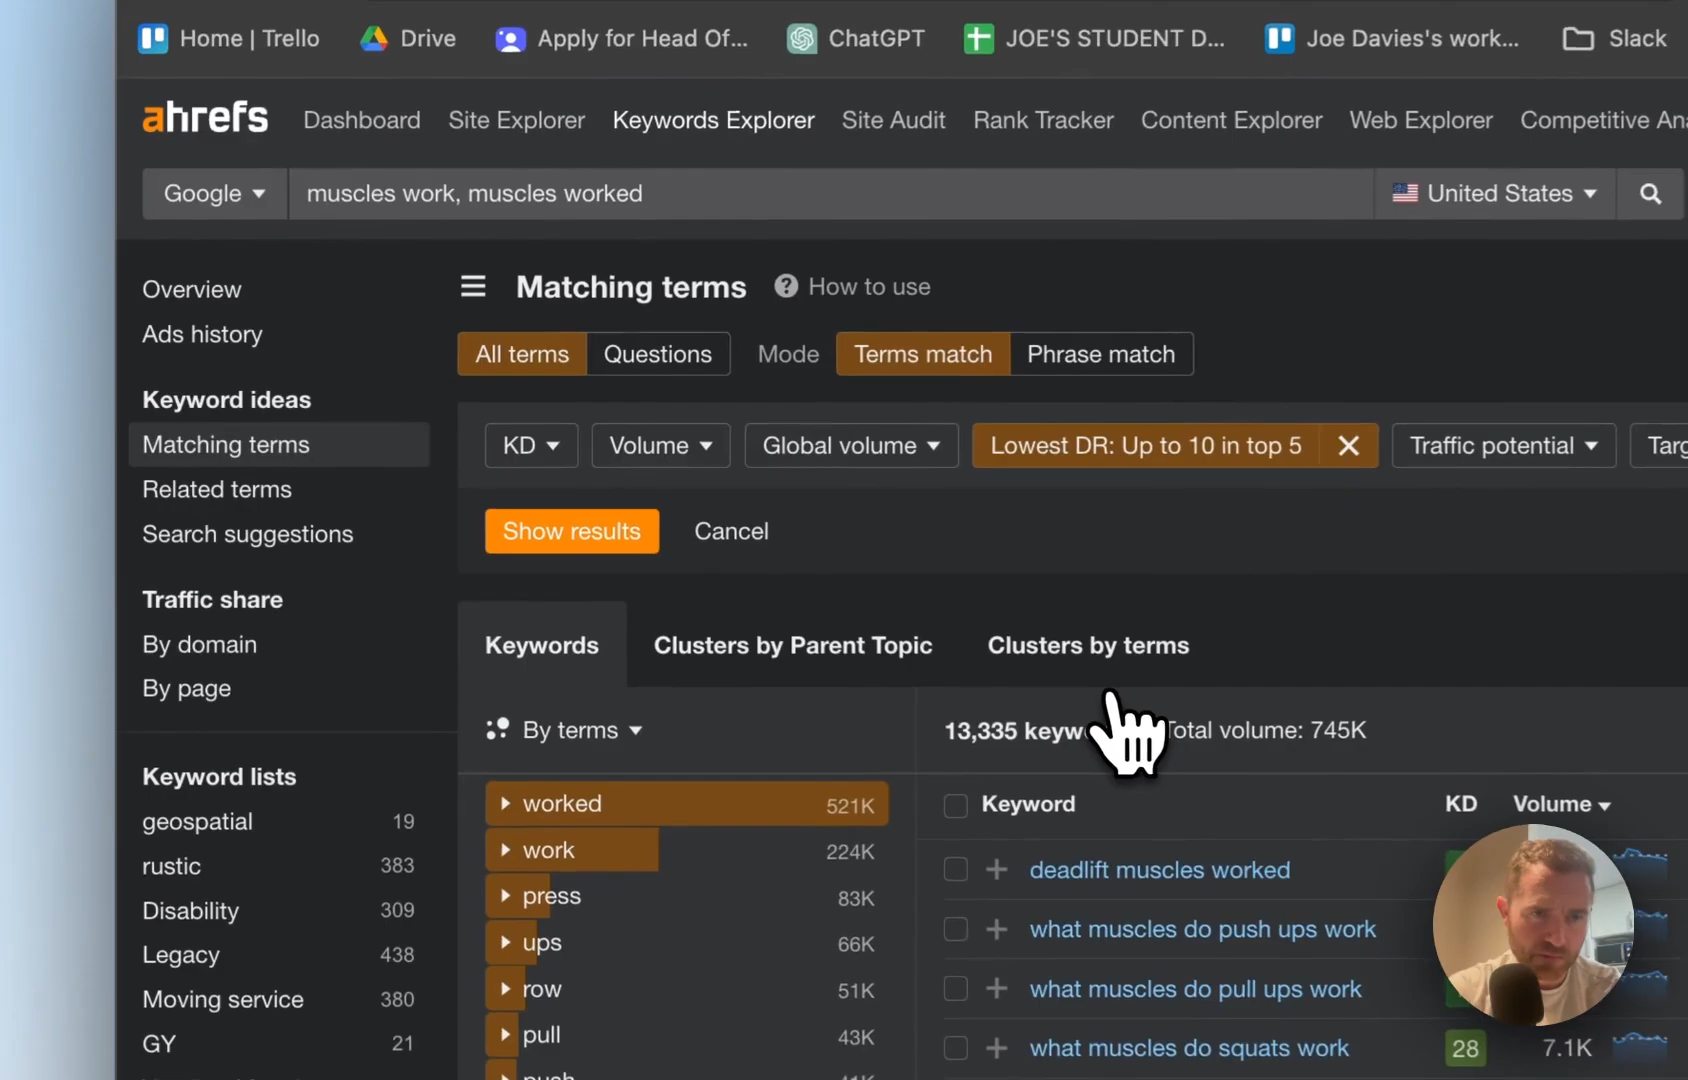 Home | Trello
Drive
Apply for Head Of...
ChatGPT
JOE'S STUDENT D...
Joe Davies's work...
Slack
ahrefs
Dashboard
Site Explorer
Keywords Explorer
Site Audit
Rank Tracker
Content Explorer
Web Explorer
Competitive An
Google
muscles work, muscles worked
United States
Overview
Ads history
Keyword ideas
Matching terms
Related terms
Search suggestions
Traffic share
By domain
By page
Keyword lists
geospatial 19
rustic 383
Disability 309
Legacy 438
Moving service 380
GY 21
Matching terms
How to use
All terms
Questions
Mode
Terms match
Phrase match
KD
Volume
Global volume
Lowest DR: Up to 10 in top 5
Traffic potential
Targ
Show results
Cancel
Keywords
Clusters by Parent Topic
Clusters by terms
By terms
worked 521K
work 224K
press 83K
ups 66K
row 51K
pull 43K
13,335 keyw
Total volume: 745K
Keyword KD Volume
deadlift muscles worked
what muscles do push ups work
what muscles do pull ups work
what muscles do squats work 28 7.1K